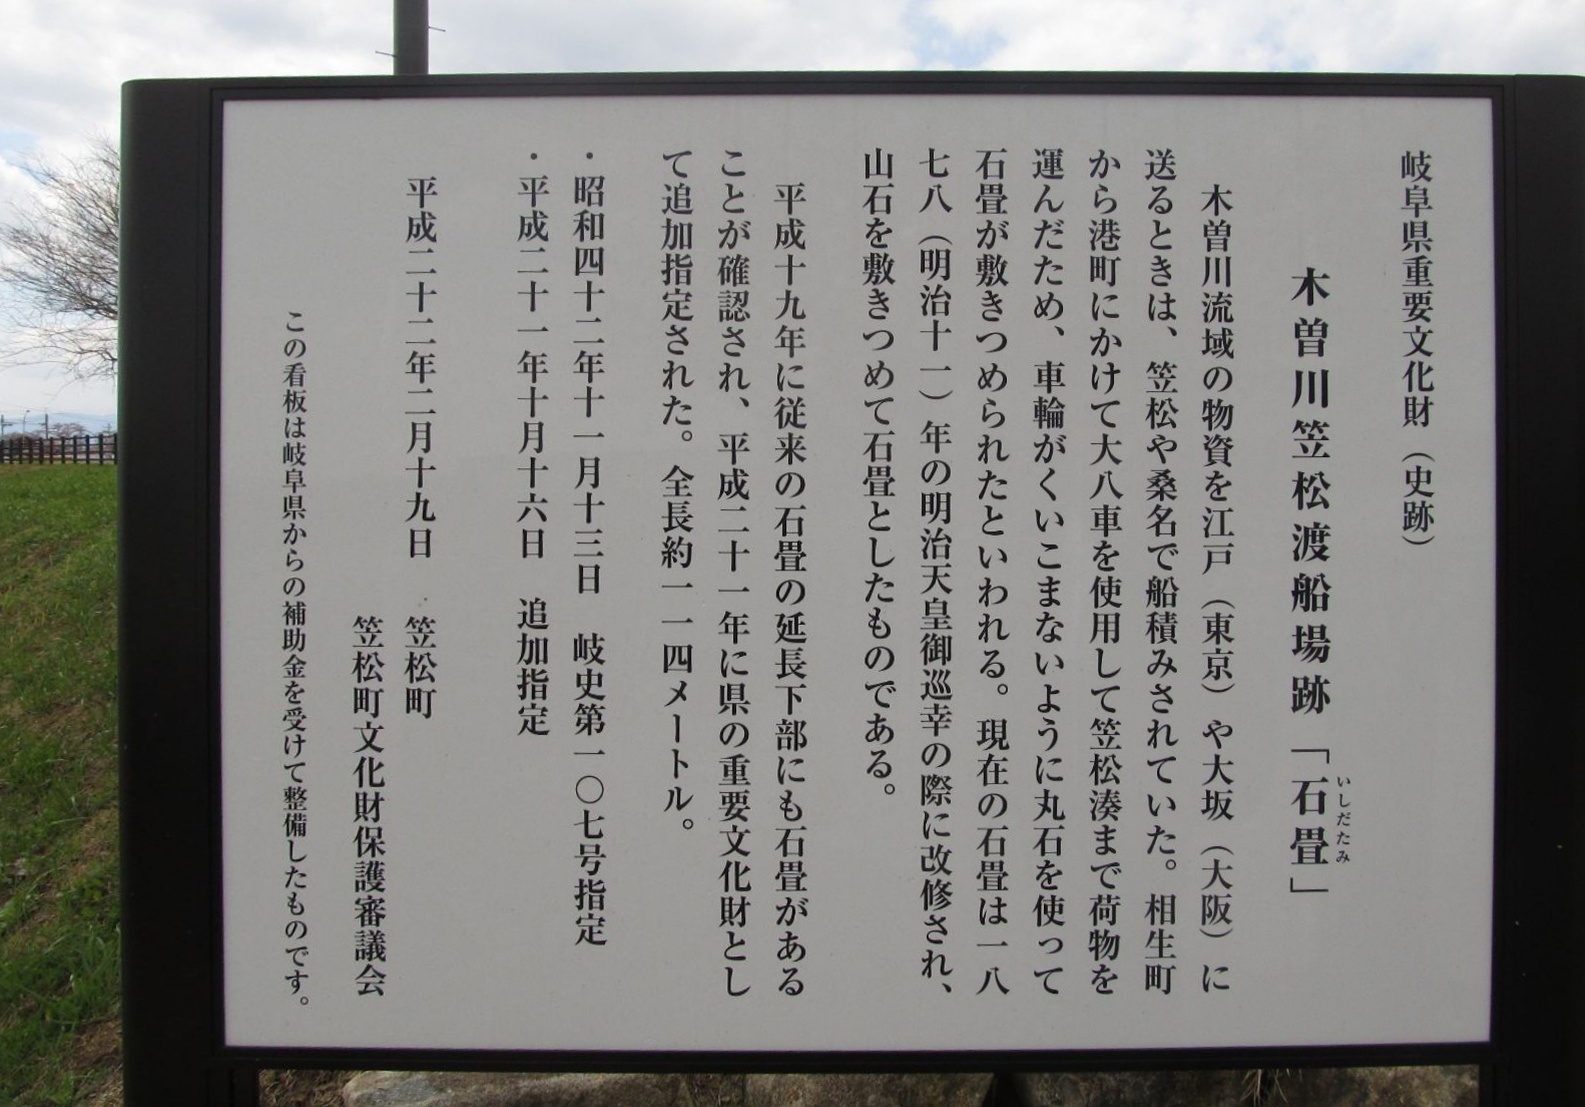 岐阜県重要文化財（史跡）
木曽川笠松渡船場跡「石畳」
いしだたみ
木曽川流域の物資を江戸（東京）や大坂（大阪）に
送るときは、笠松や桑名で船積みされていた。相生町
から港町にかけて大八車を使用して笠松湊まで荷物を
運んだため、車輪がくいこまないように丸石を使って
石畳が敷きつめられたといわれる。現在の石畳は一八
七八（明治十一）年の明治天皇御巡幸の際に改修され、
山石を敷きつめて石畳としたものである。
平成十九年に従来の石畳の延長下部にも石畳がある
ことが確認され、平成二十一年に県の重要文化財とし
て追加指定された。全長約一一四メートル。
・昭和四十二年十一月十三日　岐史第一〇七号指定
・平成二十一年十月十六日　追加指定
平成二十二年二月十九日　笠松町
笠松町文化財保護審議会
この看板は岐阜県からの補助金を受けて整備したものです。